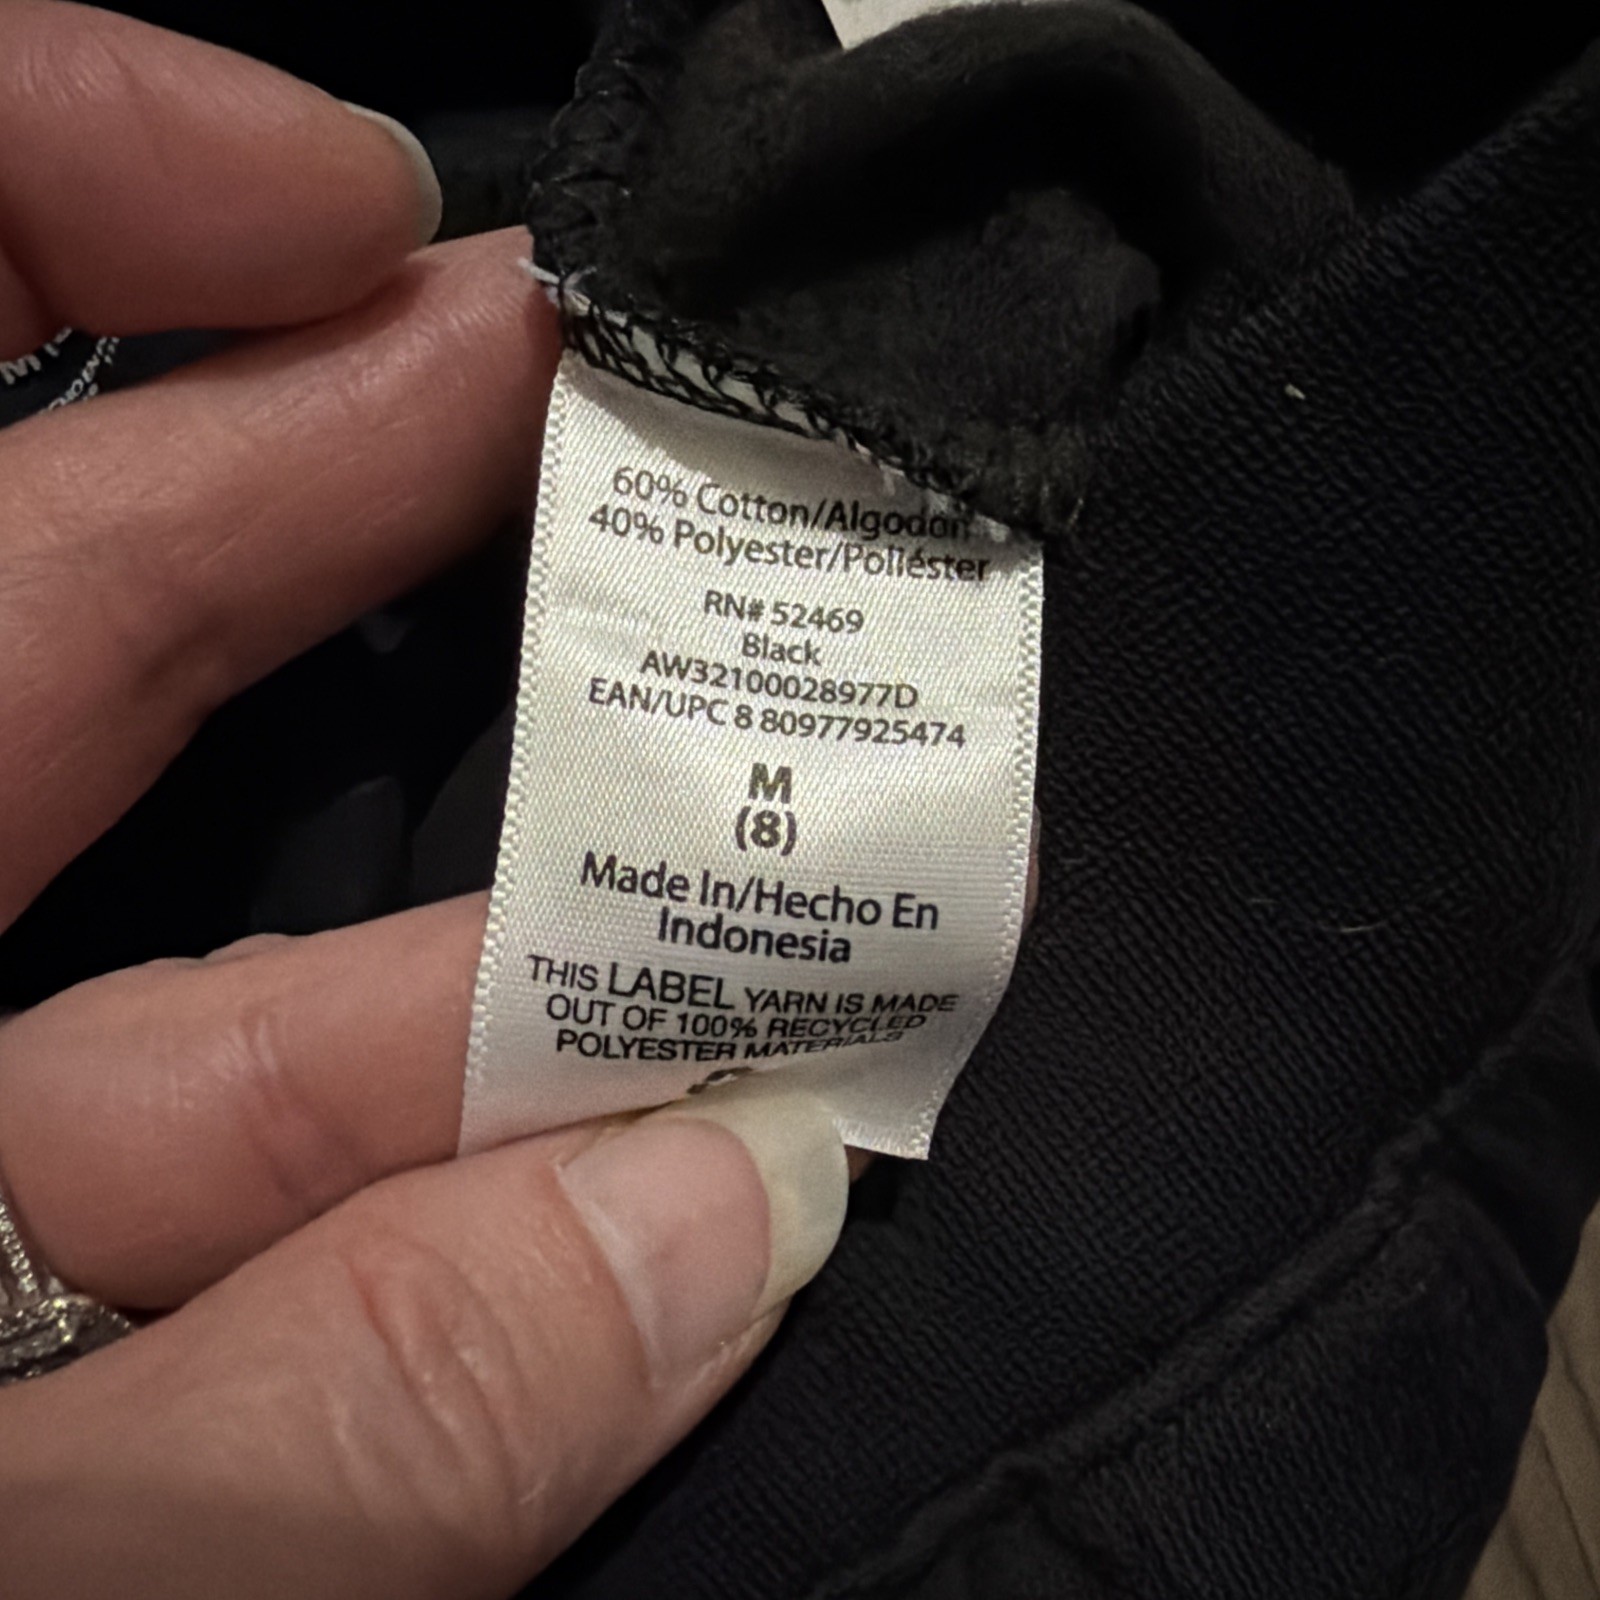 60% Cotton/Algodon
40% Polyester/Poliéster
RN# 52469
Black
AW32100028977D
EAN/UPC 8 80977925474
M
(8)
Made In/Hecho En
Indonesia
THIS LABEL YARN IS MADE
OUT OF 100% RECYCLED
POLYESTER MATERIALS